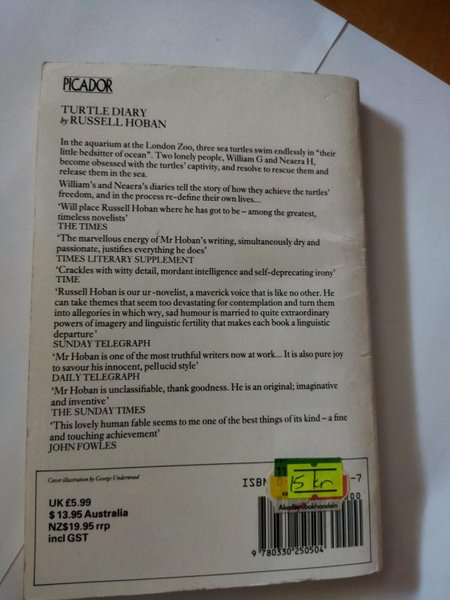 PICADOR
TURTLE DIARY
by RUSSELL HOBAN
In the aquarium at the London Zoo, three sea turtles swim endlessly in "their
little bedsitter of ocean". Two lonely people, William G and Neaera H,
become obsessed with the turtles' captivity, and resolve to rescue them and
release them in the sea.
William's and Neaera's diaries tell the story of how they achieve the turtles'
freedom, and in the process re-define their own lives...
'Will place Russell Hoban where he has got to be – among the greatest,
timeless novelists'
THE TIMES
'The marvellous energy of Mr Hoban's writing, simultaneously dry and
passionate, justifies everything he does'
TIMES LITERARY SUPPLEMENT
'Crackles with witty detail, mordant intelligence and self-deprecating irony'
TIME
'Russell Hoban is our ur-novelist, a maverick voice that is like no other. He
can take themes that seem too devastating for contemplation and turn them
into allegories in which wry, sad humour is married to quite extraordinary
powers of imagery and linguistic fertility that makes each book a linguistic
departure'
SUNDAY TELEGRAPH
'Mr Hoban is one of the most truthful writers now at work... It is also pure joy
to savour his innocent, pellucid style'
DAILY TELEGRAPH
'Mr Hoban is unclassifiable, thank goodness. He is an original; imaginative
and inventive'
THE SUNDAY TIMES
'This lovely human fable seems to me one of the best things of its kind – a fine
and touching achievement'
JOHN FOWLES
Cover illustration by George Underwood
UK £5.99
$ 13.95 Australia
NZ$19.95 rrp
incl GST
ISBN
-7
11
15 kr
Akademibokhandeln
9 780330 250504